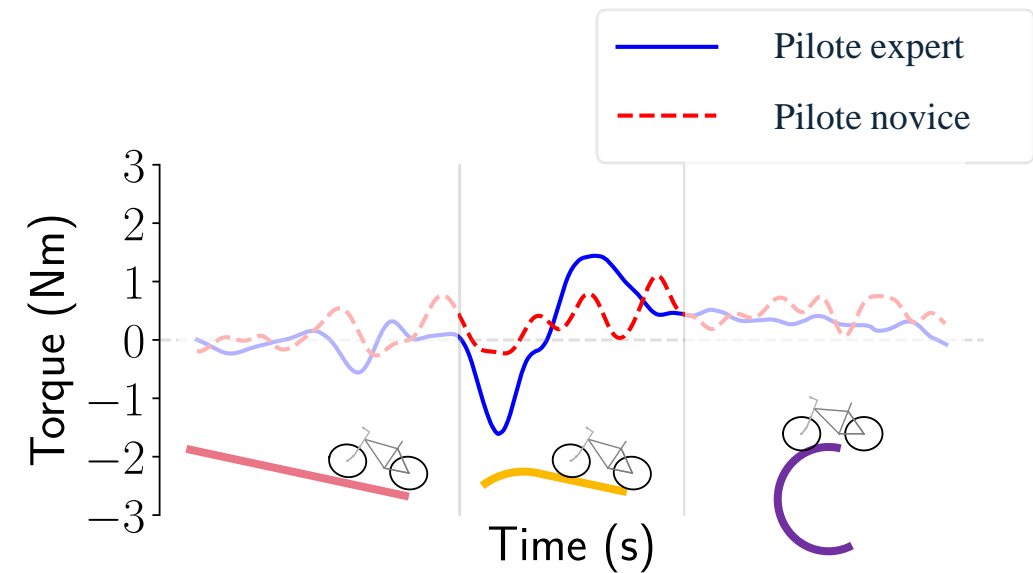 Pilote expert
Pilote novice
3
2
1
0
−1
−2
−3
Torque (Nm)
Time (s)